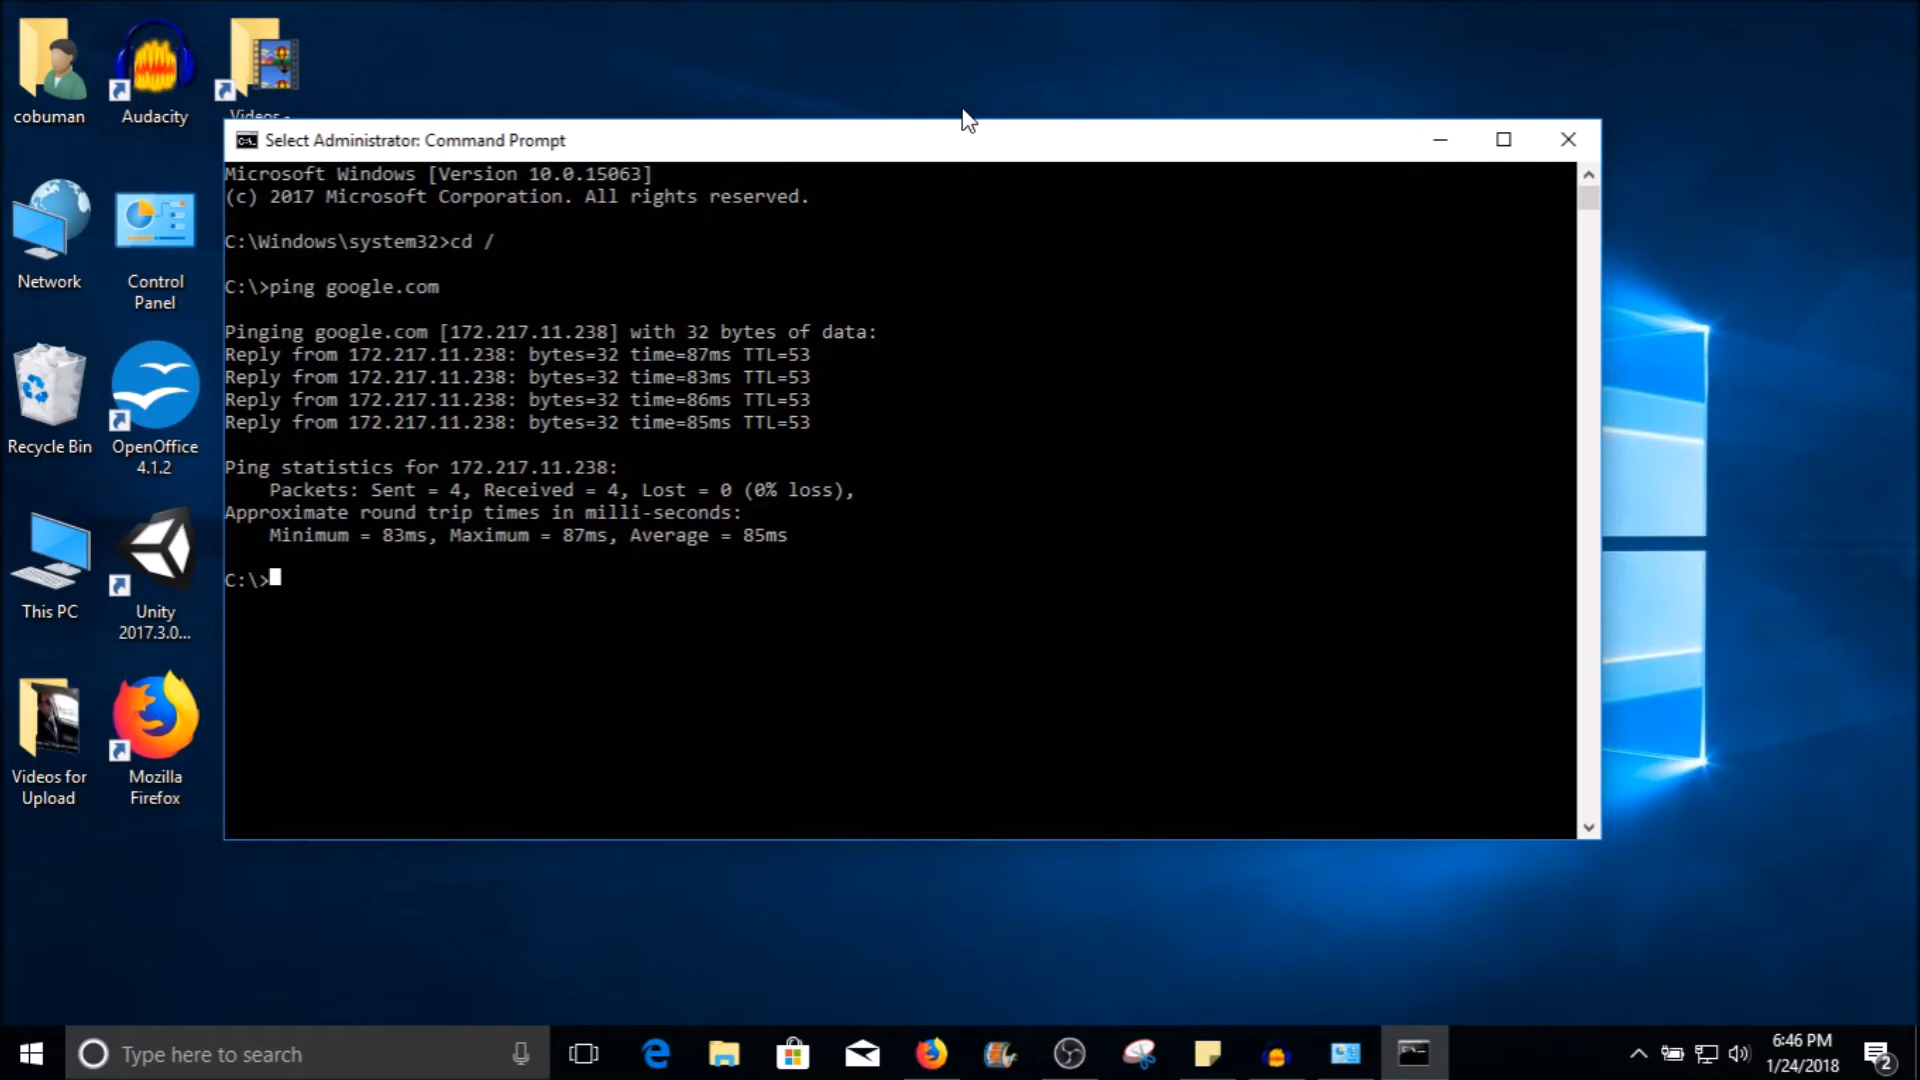 cobuman
Audacity
Videos -
Network
Control
Panel
Recycle Bin
OpenOffice
4.1.2
This PC
Unity
2017.3.0...
Videos for
Upload
Mozilla
Firefox
Select Administrator: Command Prompt
Microsoft Windows [Version 10.0.15063]
(c) 2017 Microsoft Corporation. All rights reserved.
C:\Windows\system32>cd /
C:\>ping google.com
Pinging google.com [172.217.11.238] with 32 bytes of data:
Reply from 172.217.11.238: bytes=32 time=87ms TTL=53
Reply from 172.217.11.238: bytes=32 time=83ms TTL=53
Reply from 172.217.11.238: bytes=32 time=86ms TTL=53
Reply from 172.217.11.238: bytes=32 time=85ms TTL=53
Ping statistics for 172.217.11.238:
    Packets: Sent = 4, Received = 4, Lost = 0 (0% loss),
Approximate round trip times in milli-seconds:
    Minimum = 83ms, Maximum = 87ms, Average = 85ms
C:\>
Type here to search
6:46 PM
1/24/2018
2